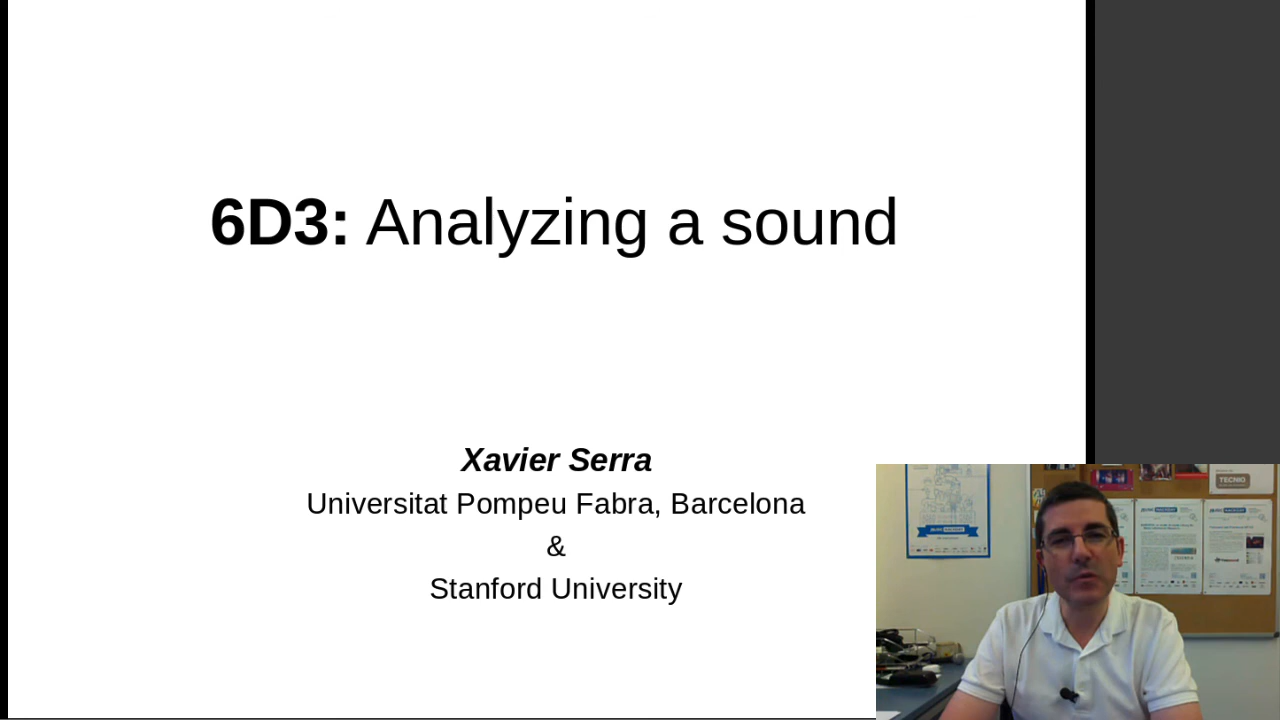 6D3: Analyzing a sound
Xavier Serra
Universitat Pompeu Fabra, Barcelona
&
Stanford University
TECNIO